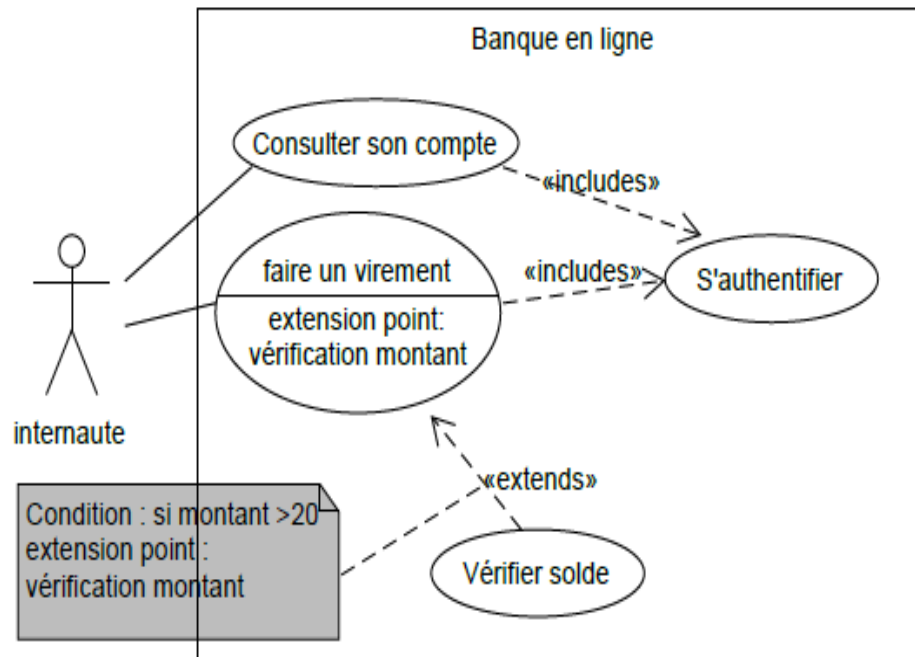 Banque en ligne
Consulter son compte
«includes»
faire un virement
«includes»
S'authentifier
extension point:
vérification montant
internaute
«extends»
Condition : si montant >20
extension point :
vérification montant
Vérifier solde